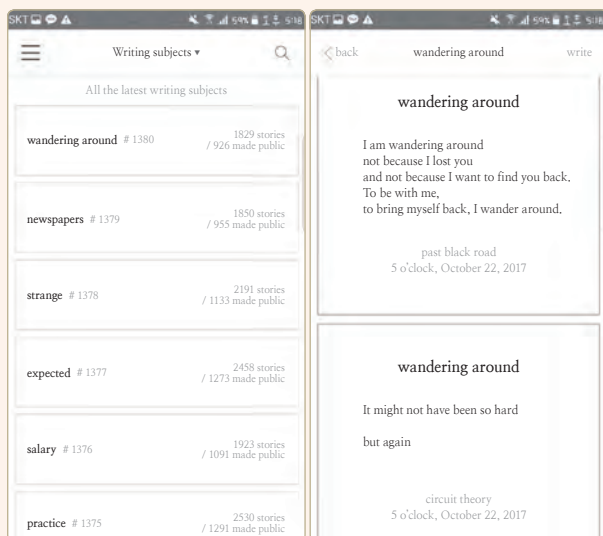 SKT 59% 5:18
Writing subjects ▾
All the latest writing subjects
wandering around # 1380
1829 stories
/ 926 made public
newspapers # 1379
1850 stories
/ 955 made public
strange # 1378
2191 stories
/ 1133 made public
expected # 1377
2458 stories
/ 1273 made public
salary # 1376
1923 stories
/ 1091 made public
practice # 1375
2530 stories
/ 1291 made public
SKT 59% 5:18
back wandering around write
wandering around
I am wandering around
not because I lost you
and not because I want to find you back.
To be with me,
to bring myself back, I wander around.
past black road
5 o'clock, October 22, 2017
wandering around
It might not have been so hard
but again
circuit theory
5 o'clock, October 22, 2017